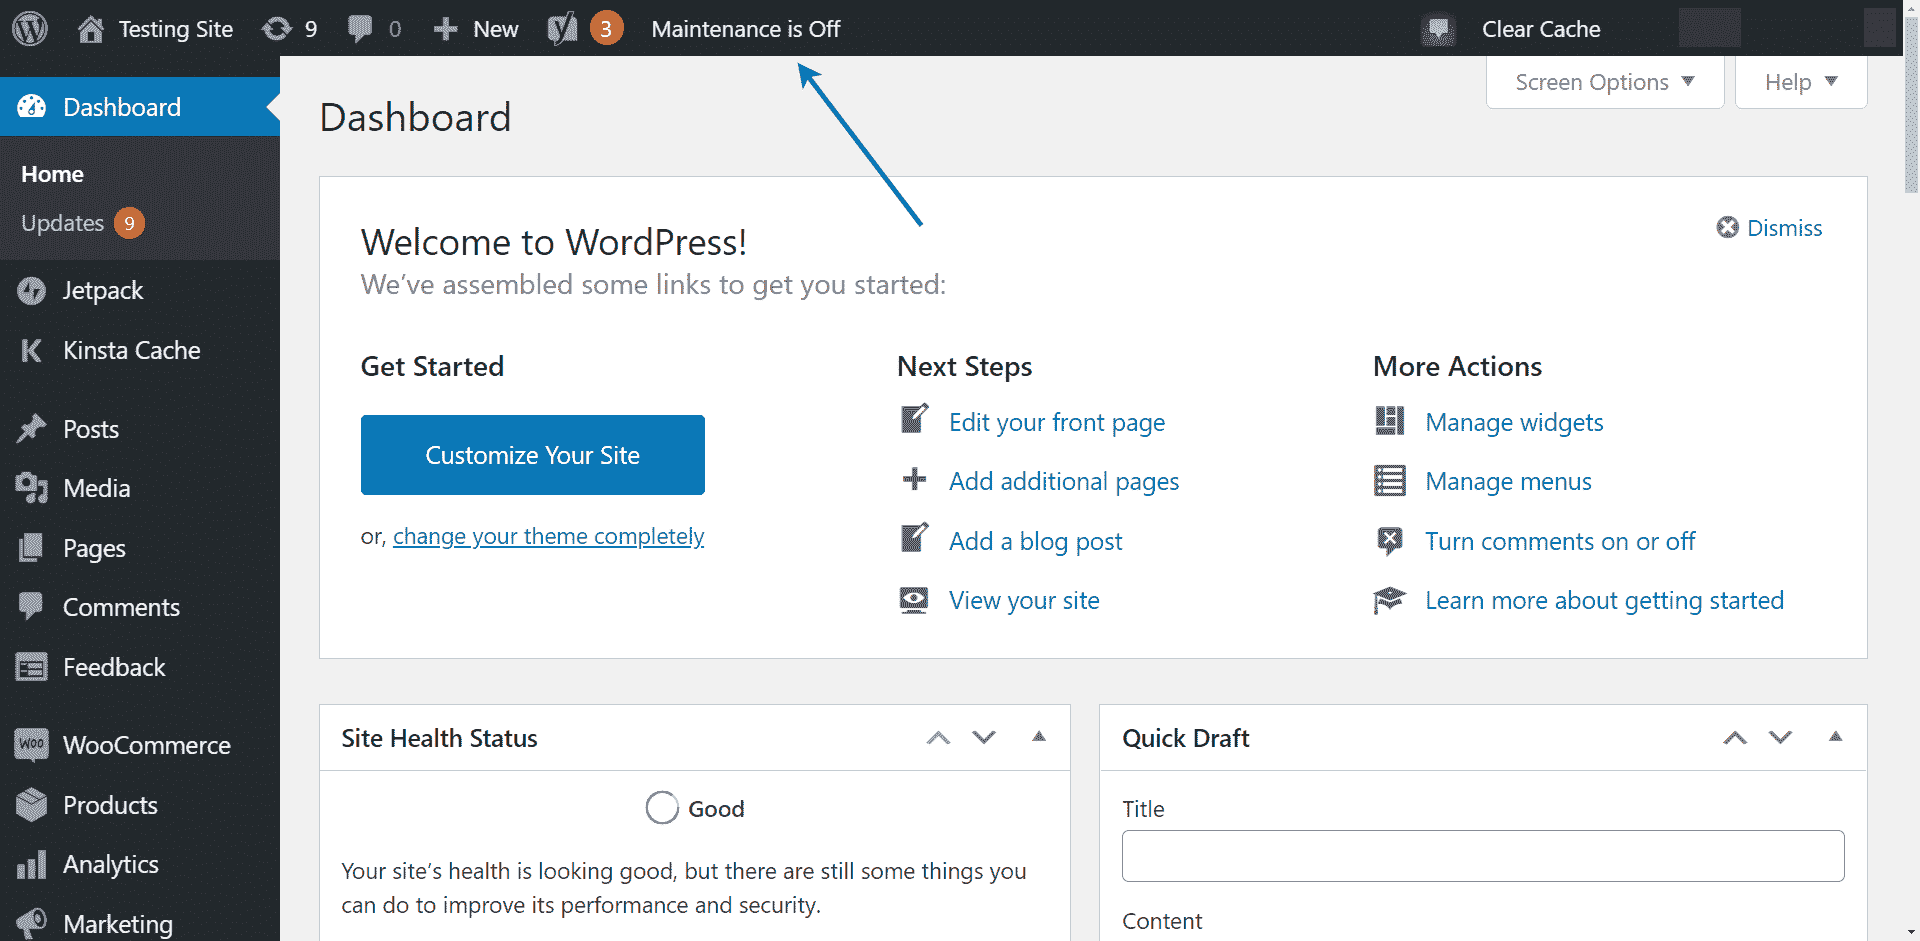 Testing Site 9 0 New 3 Maintenance is Off Clear Cache
Screen Options Help
Dashboard
Home
Updates 9
Jetpack
Kinsta Cache
Posts
Media
Pages
Comments
Feedback
WOO WooCommerce
Products
Analytics
Marketing
Dashboard
Welcome to WordPress!
Dismiss
We’ve assembled some links to get you started:
Get Started
Customize Your Site
or, change your theme completely
Next Steps
Edit your front page
Add additional pages
Add a blog post
View your site
More Actions
Manage widgets
Manage menus
Turn comments on or off
Learn more about getting started
Site Health Status
Good
Your site’s health is looking good, but there are still some things you
can do to improve its performance and security.
Quick Draft
Title
Content